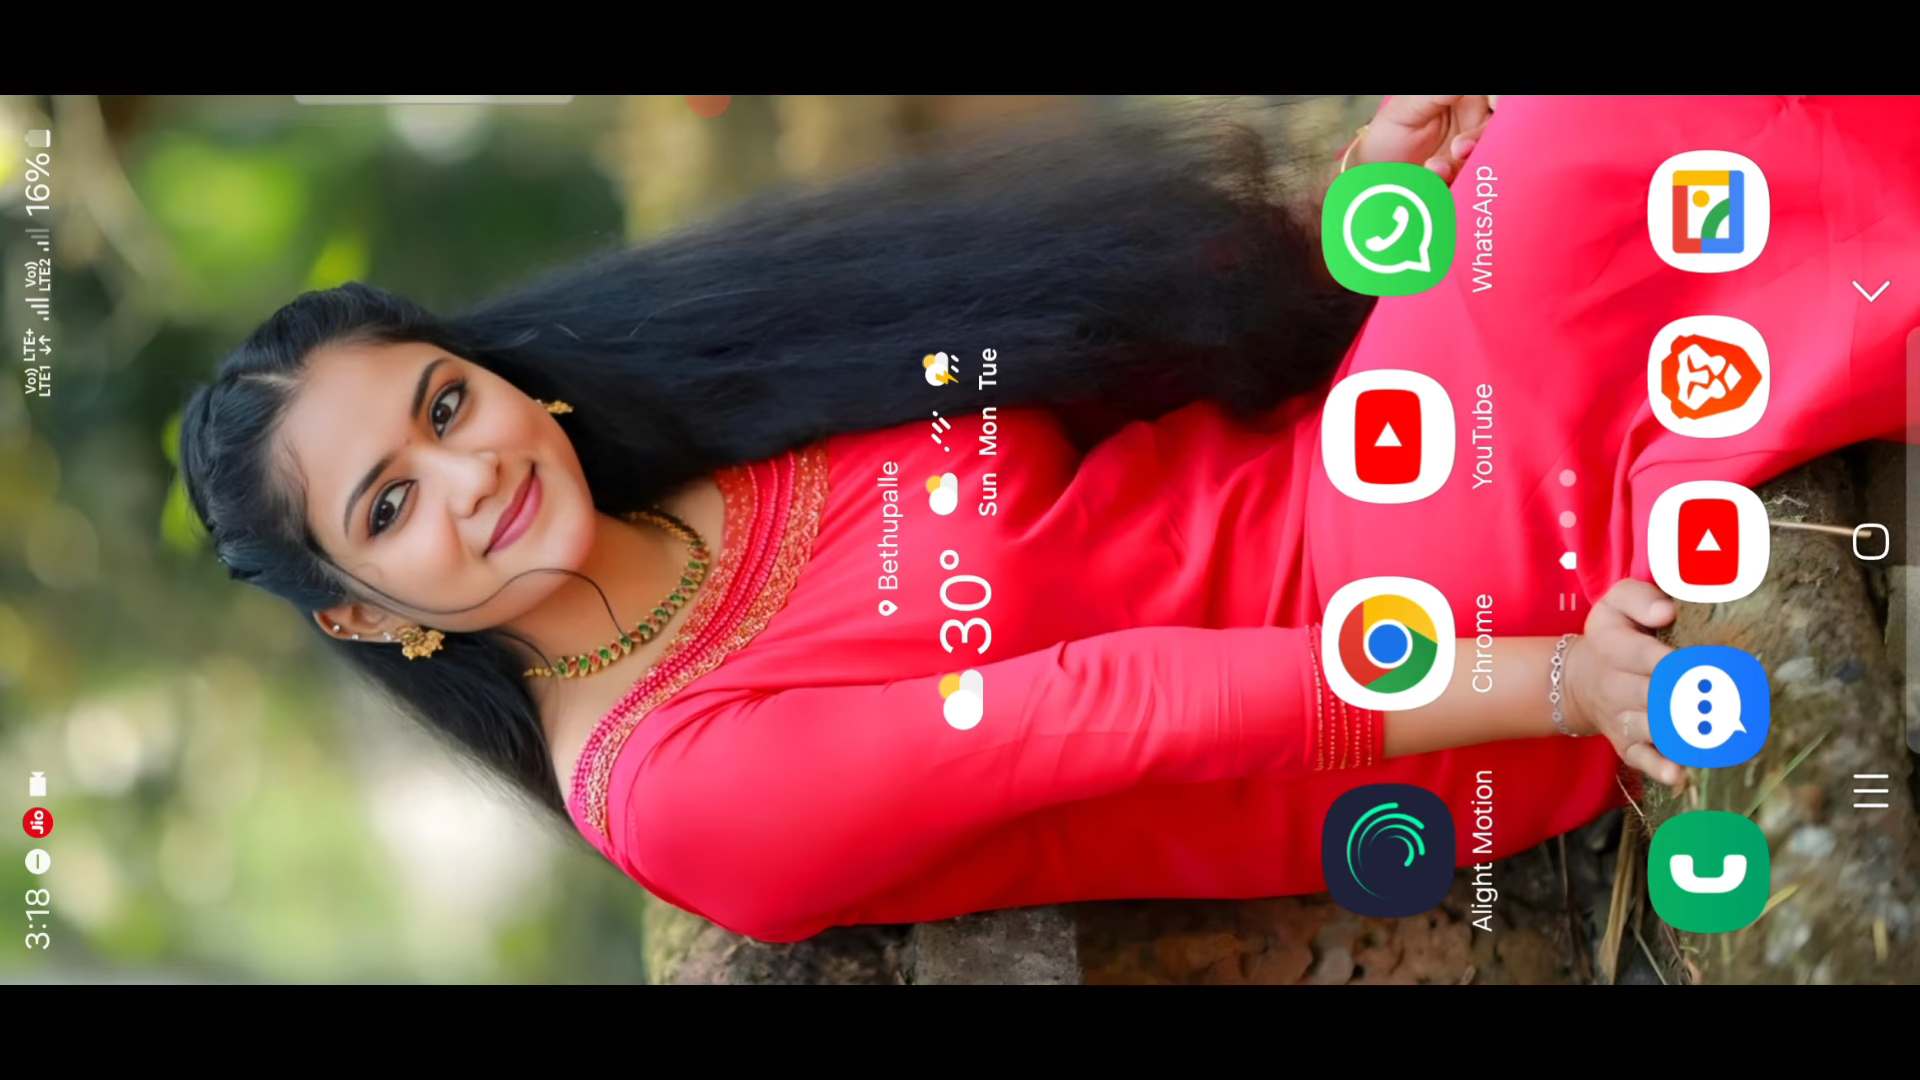 3:18 Jio Vo)) LTE+ LTE1 Vo)) LTE2 16%
Bethupalle
30°
Sun Mon Tue
Alight Motion Chrome YouTube WhatsApp